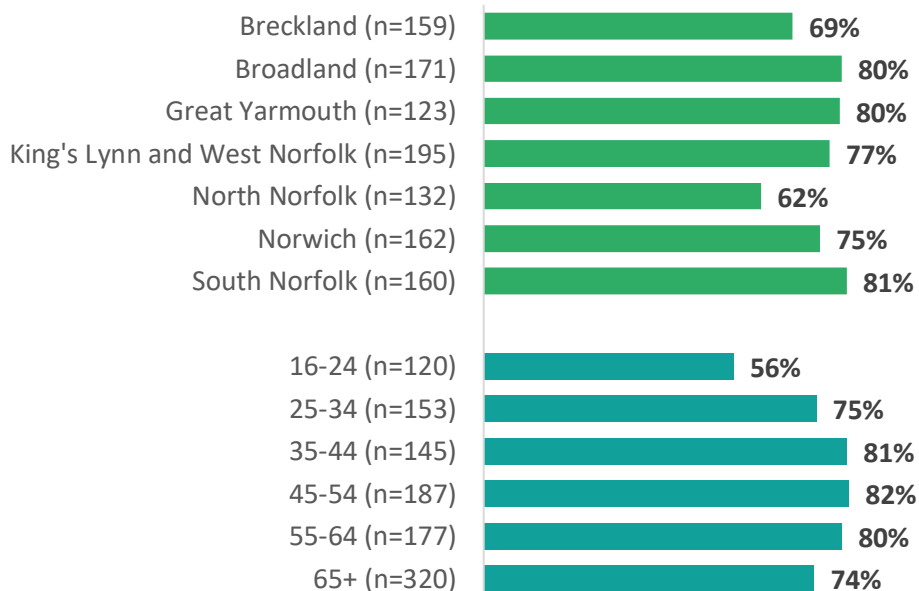 Breckland (n=159) 69%
Broadland (n=171) 80%
Great Yarmouth (n=123) 80%
King's Lynn and West Norfolk (n=195) 77%
North Norfolk (n=132) 62%
Norwich (n=162) 75%
South Norfolk (n=160) 81%
16-24 (n=120) 56%
25-34 (n=153) 75%
35-44 (n=145) 81%
45-54 (n=187) 82%
55-64 (n=177) 80%
65+ (n=320) 74%